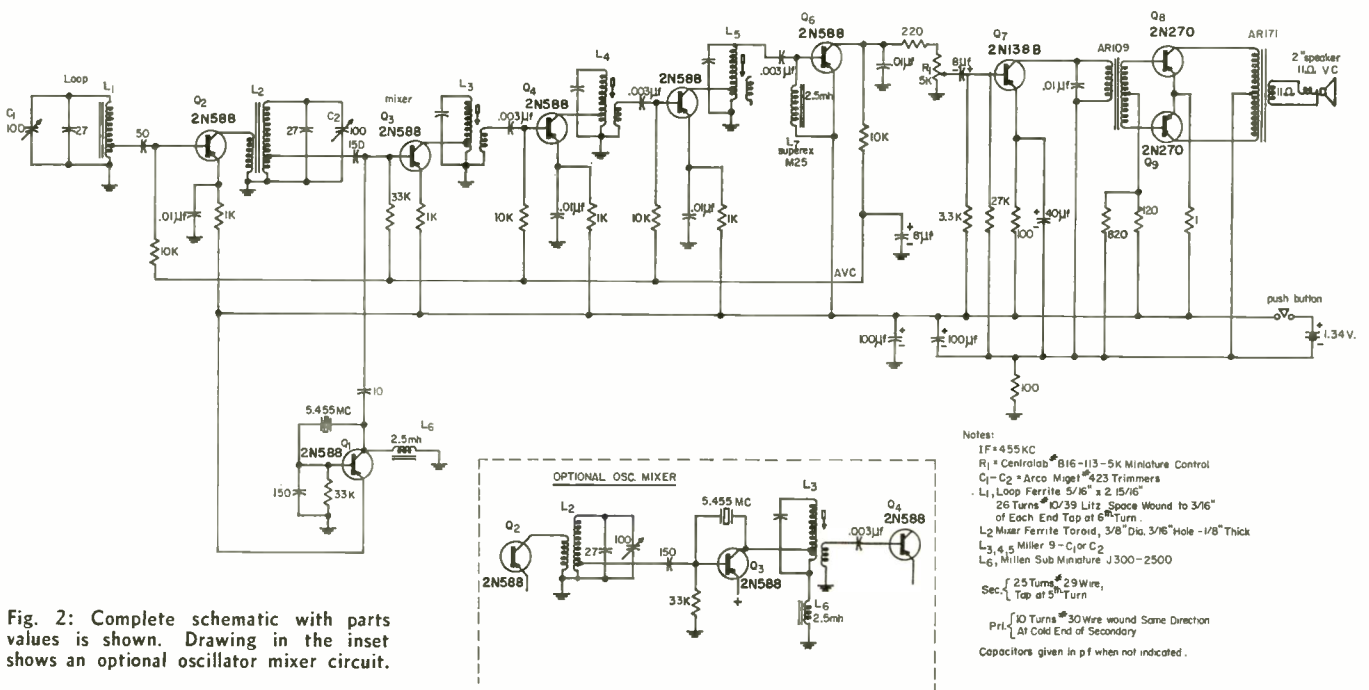 Loop
L1
C1
100
27
50
Q2
2N588
L2
27
C2
100
150
mixer
Q3
2N588
L3
.003µf
Q4
2N588
L4
.003µf
2N588
L5
.003µf
Q6
2N588
2.5mh
L7
superex
M25
220
.01µf
R1
5K
8µf
Q7
2N138B
.01µf
AR109
Q8
2N270
2N270
Q9
AR171
2" speaker
11Ω VC
11Ω
.01µf
1K
10K
33K
1K
10K
.01µf
1K
10K
.01µf
1K
10K
8µf
AVC
3.3K
27K
100
40µf
820
120
1
push button
100µf
100µf
1.34V.
100
10
5.455MC
Q1
2N588
L6
2.5mh
150
33K
OPTIONAL OSC. MIXER
Q2
2N588
L2
27
100
150
5.455 MC
Q3
2N588
33K
L3
.003µf
Q4
2N588
L6
2.5mh
Notes:
IF=455KC
R1 = Centralab #B16-113-5K Miniature Control
C1-C2 = Arco Miget #423 Trimmers
L1, Loop Ferrite 5/16" x 2 15/16"
26 Turns #10/39 Litz Space Wound to 3/16"
of Each End Tap at 6th Turn.
L2 Mixer Ferrite Toroid, 3/8" Dia. 3/16" Hole -1/8" Thick
L3,4,5 Miller 9-C1 or C2
L6, Millen Sub Miniature J300-2500
Sec. { 25 Turns #29 Wire,
Tap at 5th Turn
Pri. { 10 Turns #30 Wire wound Same Direction
At Cold End of Secondary
Capacitors given in pf when not indicated.
Fig. 2: Complete schematic with parts
values is shown. Drawing in the inset
shows an optional oscillator mixer circuit.